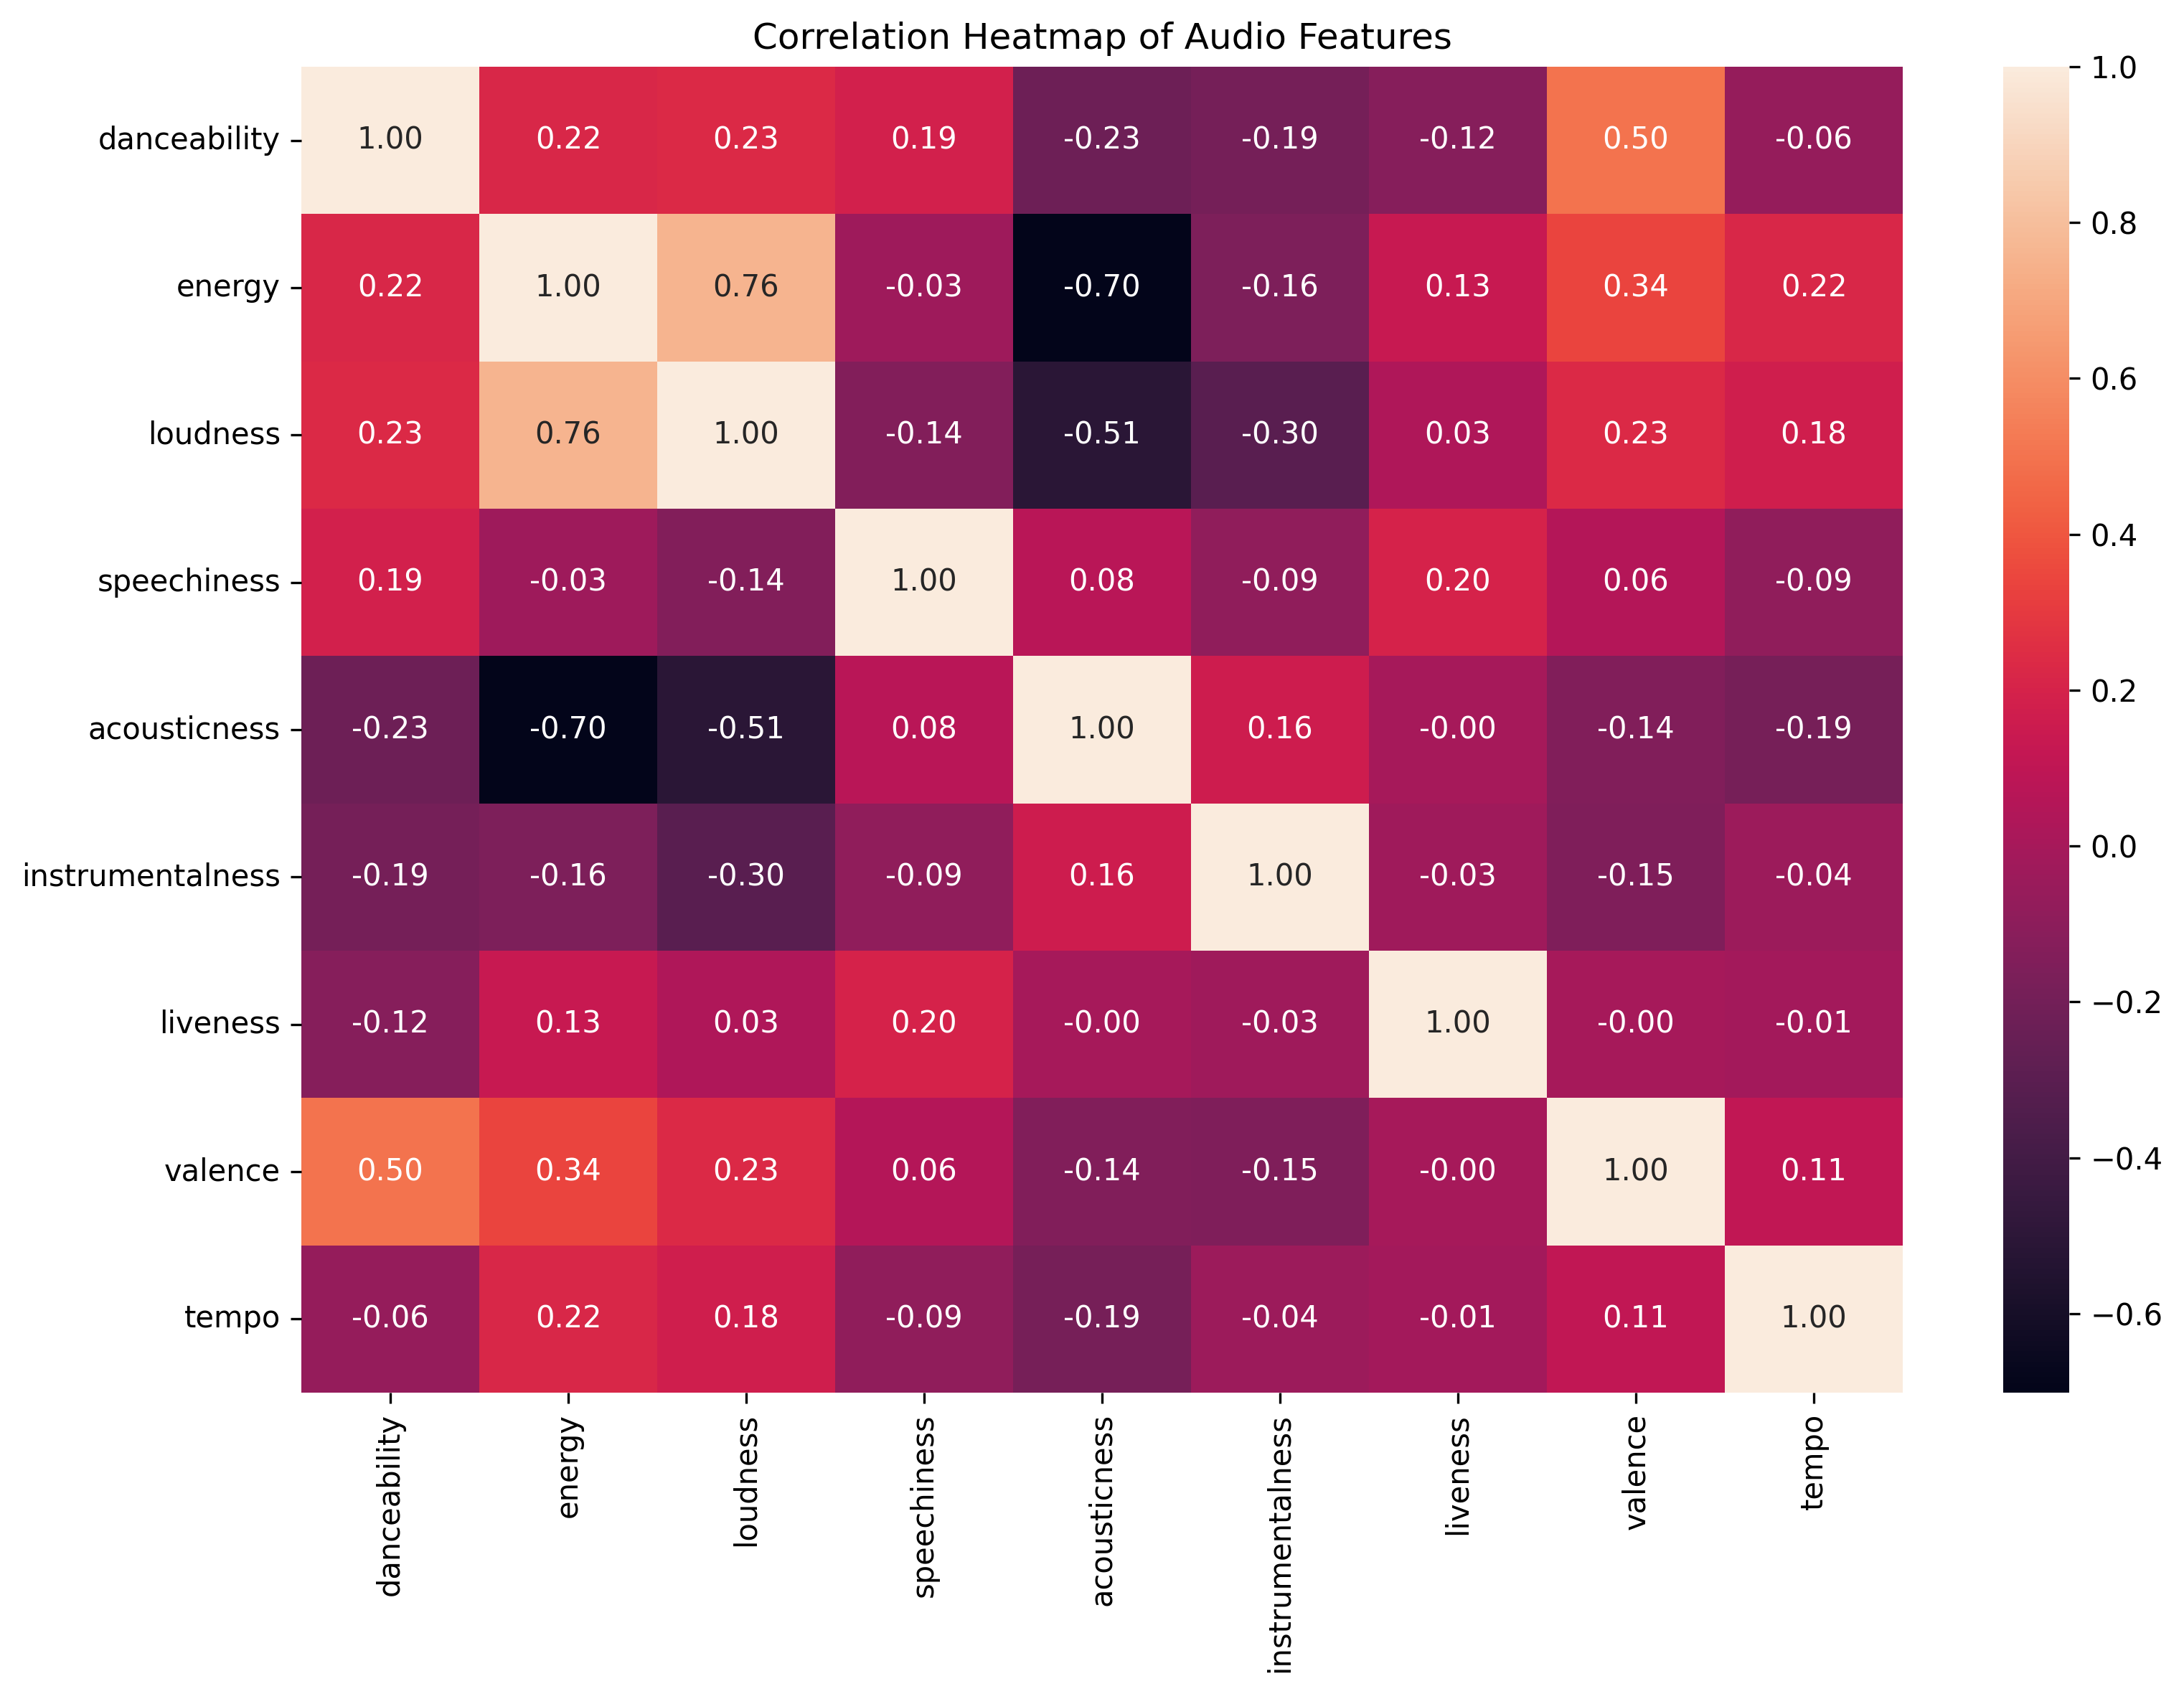 Correlation Heatmap of Audio Features
danceability 1.00 0.22 0.23 0.19 -0.23 -0.19 -0.12 0.50 -0.06
energy 0.22 1.00 0.76 -0.03 -0.70 -0.16 0.13 0.34 0.22
loudness 0.23 0.76 1.00 -0.14 -0.51 -0.30 0.03 0.23 0.18
speechiness 0.19 -0.03 -0.14 1.00 0.08 -0.09 0.20 0.06 -0.09
acousticness -0.23 -0.70 -0.51 0.08 1.00 0.16 -0.00 -0.14 -0.19
instrumentalness -0.19 -0.16 -0.30 -0.09 0.16 1.00 -0.03 -0.15 -0.04
liveness -0.12 0.13 0.03 0.20 -0.00 -0.03 1.00 -0.00 -0.01
valence 0.50 0.34 0.23 0.06 -0.14 -0.15 -0.00 1.00 0.11
tempo -0.06 0.22 0.18 -0.09 -0.19 -0.04 -0.01 0.11 1.00
danceability
energy
loudness
speechiness
acousticness
instrumentalness
liveness
valence
tempo
1.0
0.8
0.6
0.4
0.2
0.0
−0.2
−0.4
−0.6